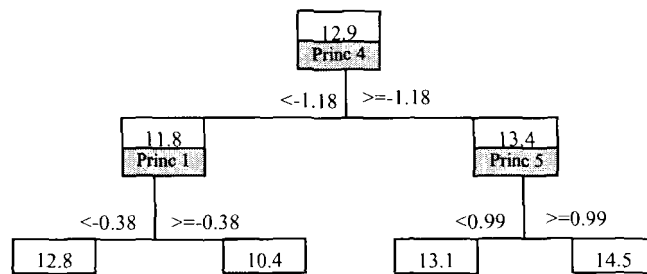 12.9
Princ 4
<-1.18 >=-1.18
11.8 13.4
Princ 1 Princ 5
<-0.38 >=-0.38 <0.99 >=0.99
12.8 10.4 13.1 14.5